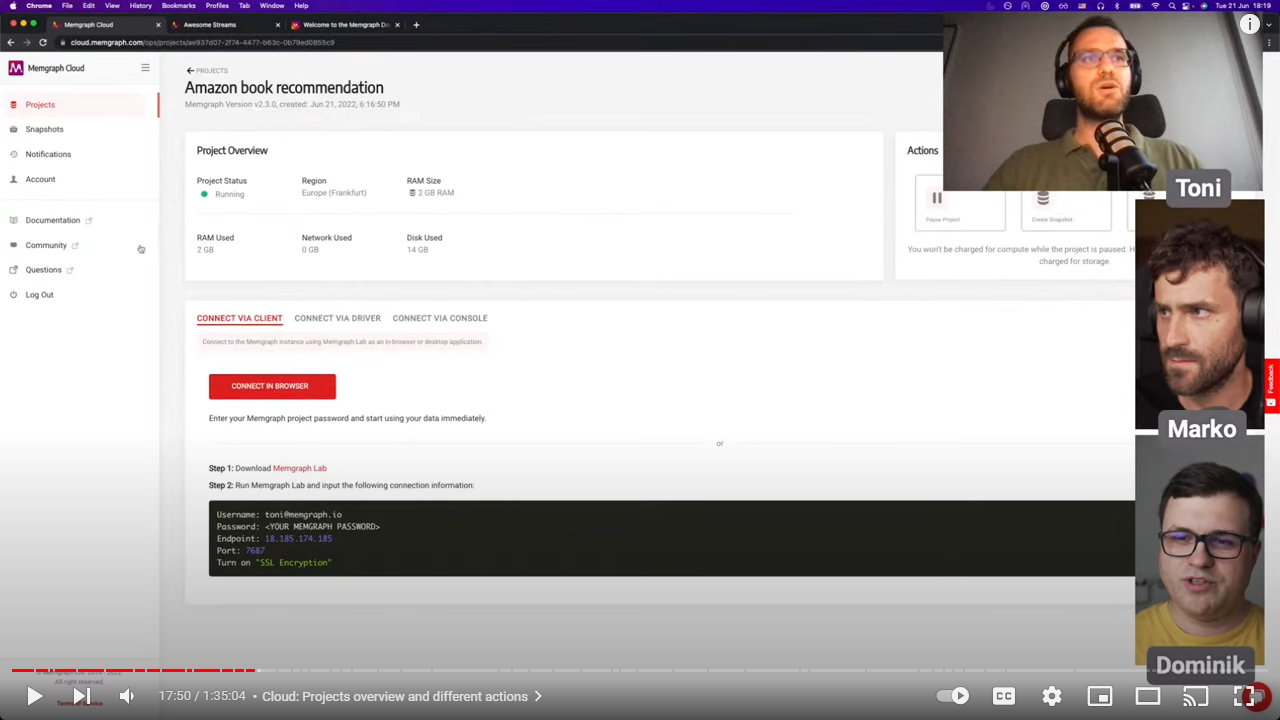 Chrome File Edit View History Bookmarks Profiles Tab Window Help
Tue 21 Jun 18:19
Memgraph Cloud
Awesome Streams
Welcome to the Memgraph Do
cloud.memgraph.com/ops/projects/ae937d07-2f74-4477-b63c-0b79ed0855c9
Memgraph Cloud
Projects
Snapshots
Notifications
Account
Documentation
Community
Questions
Log Out
PROJECTS
Amazon book recommendation
Memgraph Version v2.3.0, created: Jun 21, 2022, 6:16:50 PM
Project Overview
Project Status
Region
RAM Size
Running
Europe (Frankfurt)
2 GB RAM
RAM Used
Network Used
Disk Used
2 GB
0 GB
14 GB
Actions
Pause Project
Create Snapshot
You won't be charged for compute while the project is paused. H
charged for storage.
CONNECT VIA CLIENT
CONNECT VIA DRIVER
CONNECT VIA CONSOLE
Connect to the Memgraph instance using Memgraph Lab as an in-browser or desktop application.
CONNECT IN BROWSER
Enter your Memgraph project password and start using your data immediately.
or
Step 1: Download Memgraph Lab
Step 2: Run Memgraph Lab and input the following connection information:
Username: toni@memgraph.io
Password: <YOUR MEMGRAPH PASSWORD>
Endpoint: 18.185.174.185
Port: 7687
Turn on "SSL Encryption"
Toni
Marko
Dominik
Feedback
All right reserved.
Terms of Service
17:50 / 1:35:04 • Cloud: Projects overview and different actions
CC